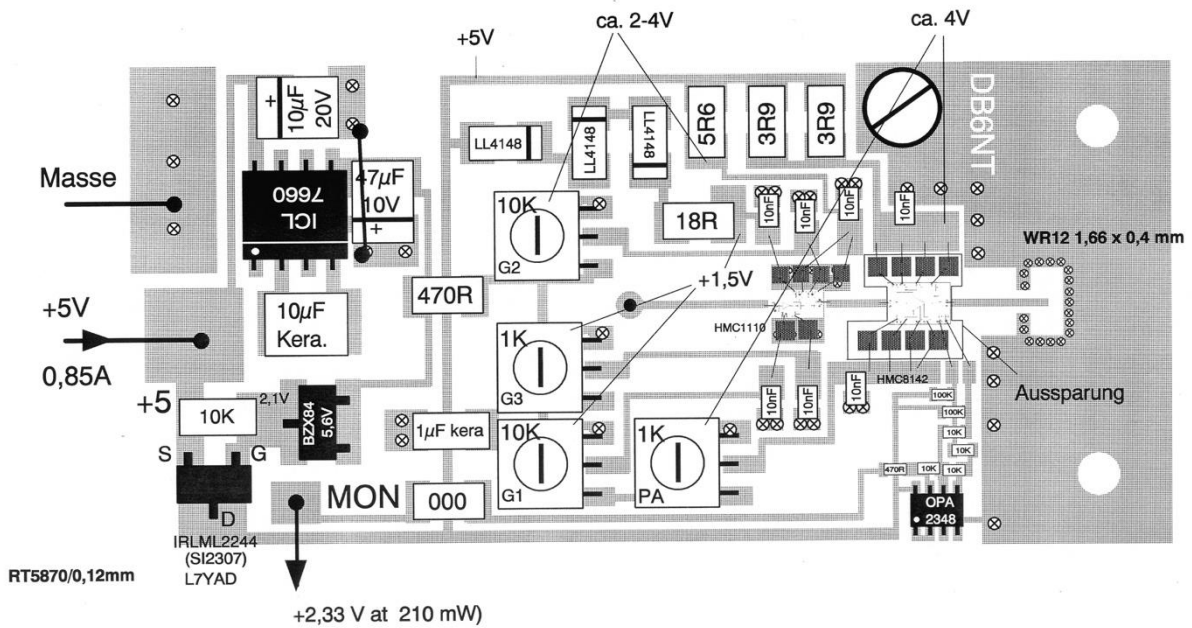 ca. 2-4V
ca. 4V
+5V
+
10µF
20V
LL4148
LL4148
LL4148
5R6
3R9
3R9
DB6NT
Masse
ICL
7660
47µF
10V
+
10K
G2
18R
10nF
10nF
10nF
10nF
WR12 1,66 x 0,4 mm
+5V
0,85A
10µF
Kera.
470R
+1,5V
HMC1110
HMC8142
Aussparung
1K
G3
+5
10K
2,1V
BZX84
5,6V
1µF kera
10K
G1
1K
PA
10nF
10nF
10nF
100K
100K
10K
10K
470R
10K
10K
S
G
D
MON
000
OPA
2348
IRLML2244
(SI2307)
L7YAD
RT5870/0,12mm
+2,33 V at 210 mW)